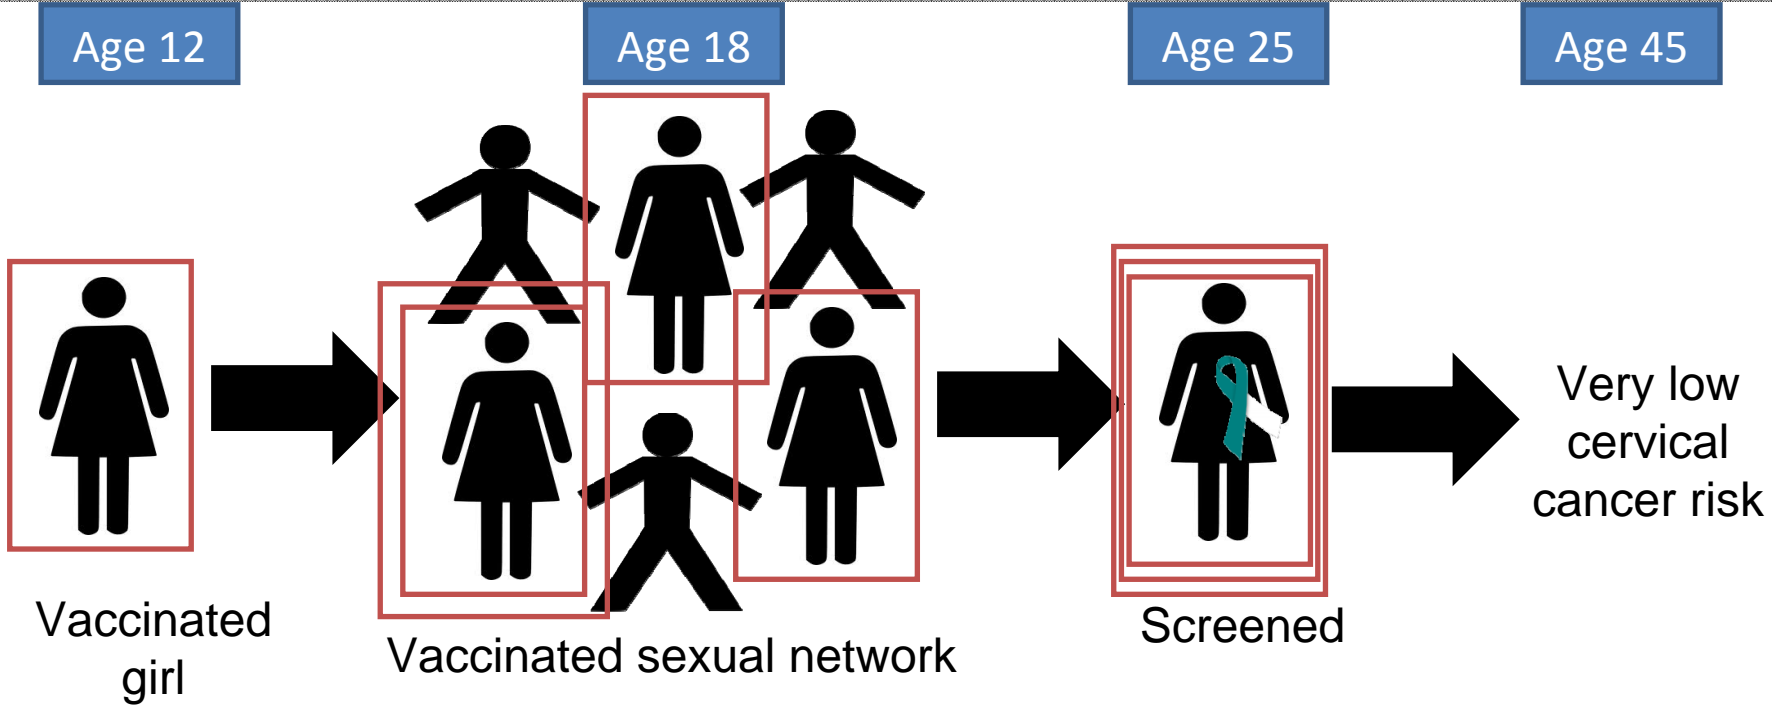 Age 12
Age 18
Age 25
Age 45
Vaccinated
girl
Vaccinated sexual network
Screened
Very low
cervical
cancer risk